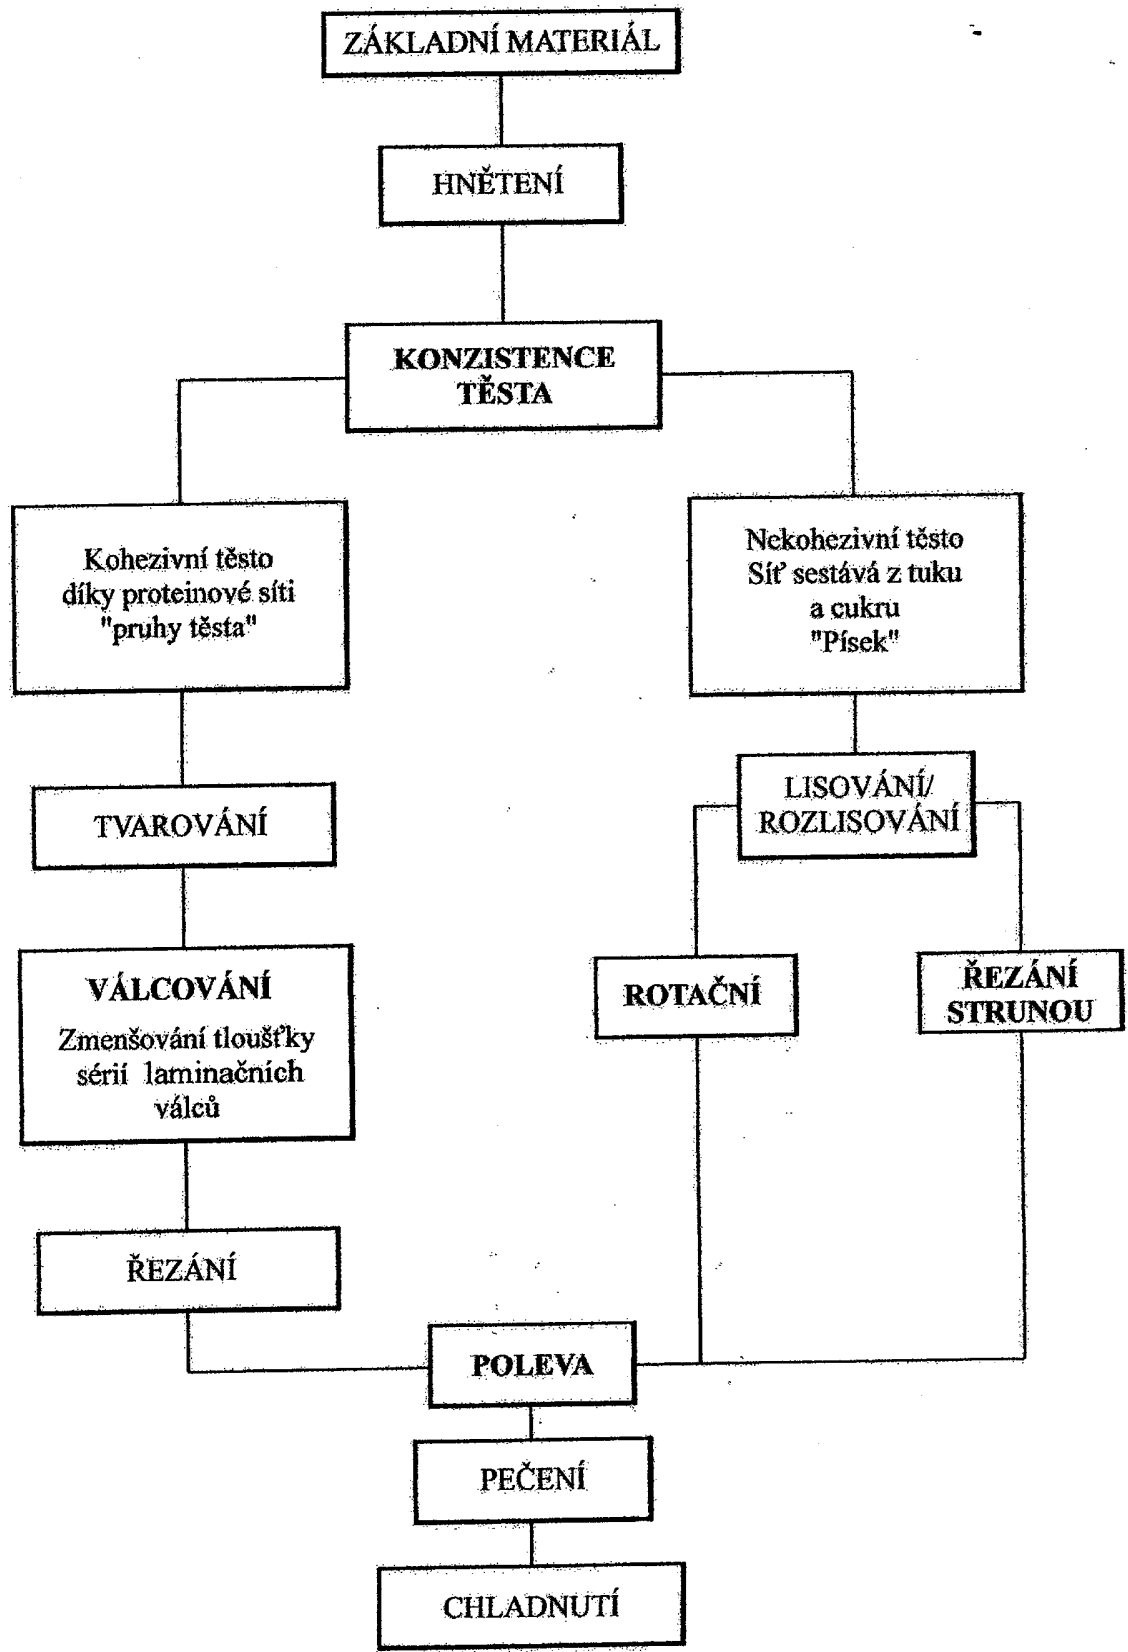 ZÁKLADNÍ MATERIÁL
HNĚTENÍ
KONZISTENCE
TĚSTA
Kohezivní těsto
díky proteinové síti
"pruhy těsta"
Nekohezivní těsto
Síť sestává z tuku
a cukru
"Písek"
TVAROVÁNÍ
LISOVÁNÍ/
ROZLISOVÁNÍ
VÁLCOVÁNÍ
Zmenšování tloušťky
sérií laminačních
válců
ROTAČNÍ
ŘEZÁNÍ
STRUNOU
ŘEZÁNÍ
POLEVA
PEČENÍ
CHLADNUTÍ